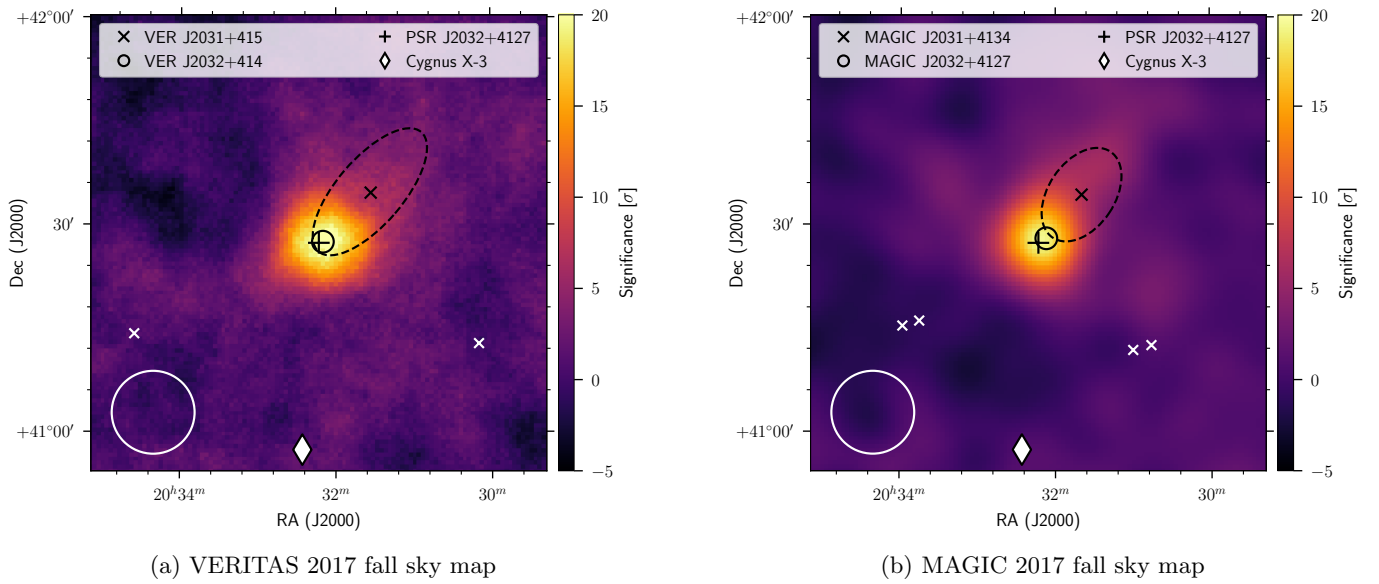 +42°00′
VER J2031+415
VER J2032+414
PSR J2032+4127
Cygnus X-3
30′
+41°00′
Dec (J2000)
20ʰ34ᵐ
32ᵐ
30ᵐ
RA (J2000)
20
15
10
5
0
−5
Significance [σ]
(a) VERITAS 2017 fall sky map
+42°00′
MAGIC J2031+4134
MAGIC J2032+4127
PSR J2032+4127
Cygnus X-3
30′
+41°00′
Dec (J2000)
20ʰ34ᵐ
32ᵐ
30ᵐ
RA (J2000)
20
15
10
5
0
−5
Significance [σ]
(b) MAGIC 2017 fall sky map